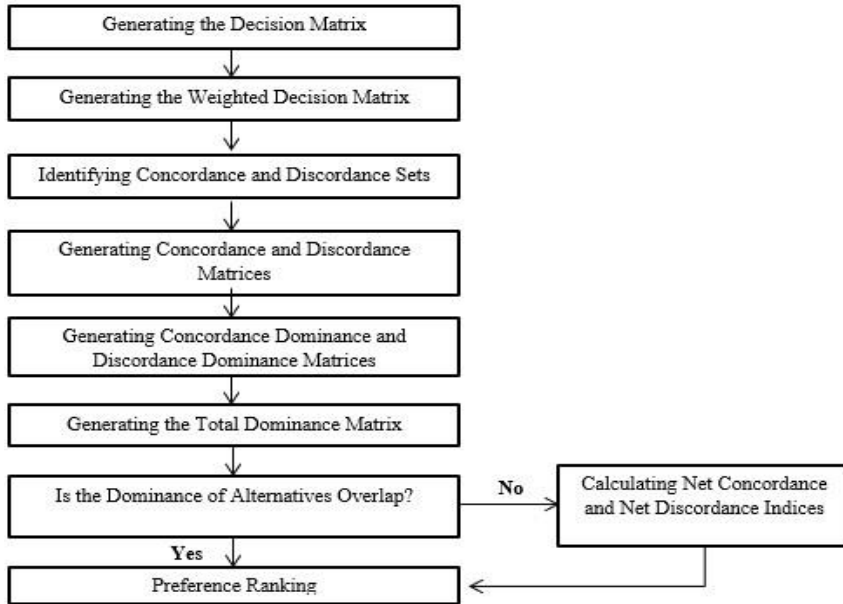 Generating the Decision Matrix
Generating the Weighted Decision Matrix
Identifying Concordance and Discordance Sets
Generating Concordance and Discordance
Matrices
Generating Concordance Dominance and
Discordance Dominance Matrices
Generating the Total Dominance Matrix
Is the Dominance of Alternatives Overlap?
No
Calculating Net Concordance
and Net Discordance Indices
Yes
Preference Ranking